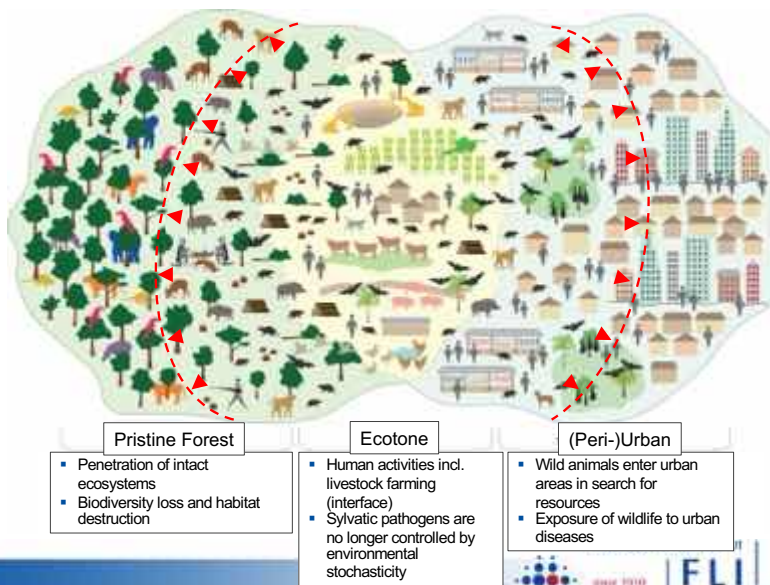 Pristine Forest
Ecotone
(Peri-)Urban
▪ Penetration of intact
ecosystems
▪ Biodiversity loss and habitat
destruction
▪ Human activities incl.
livestock farming
(interface)
▪ Sylvatic pathogens are
no longer controlled by
environmental
stochasticity
▪ Wild animals enter urban
areas in search for
resources
▪ Exposure of wildlife to urban
diseases
FLI